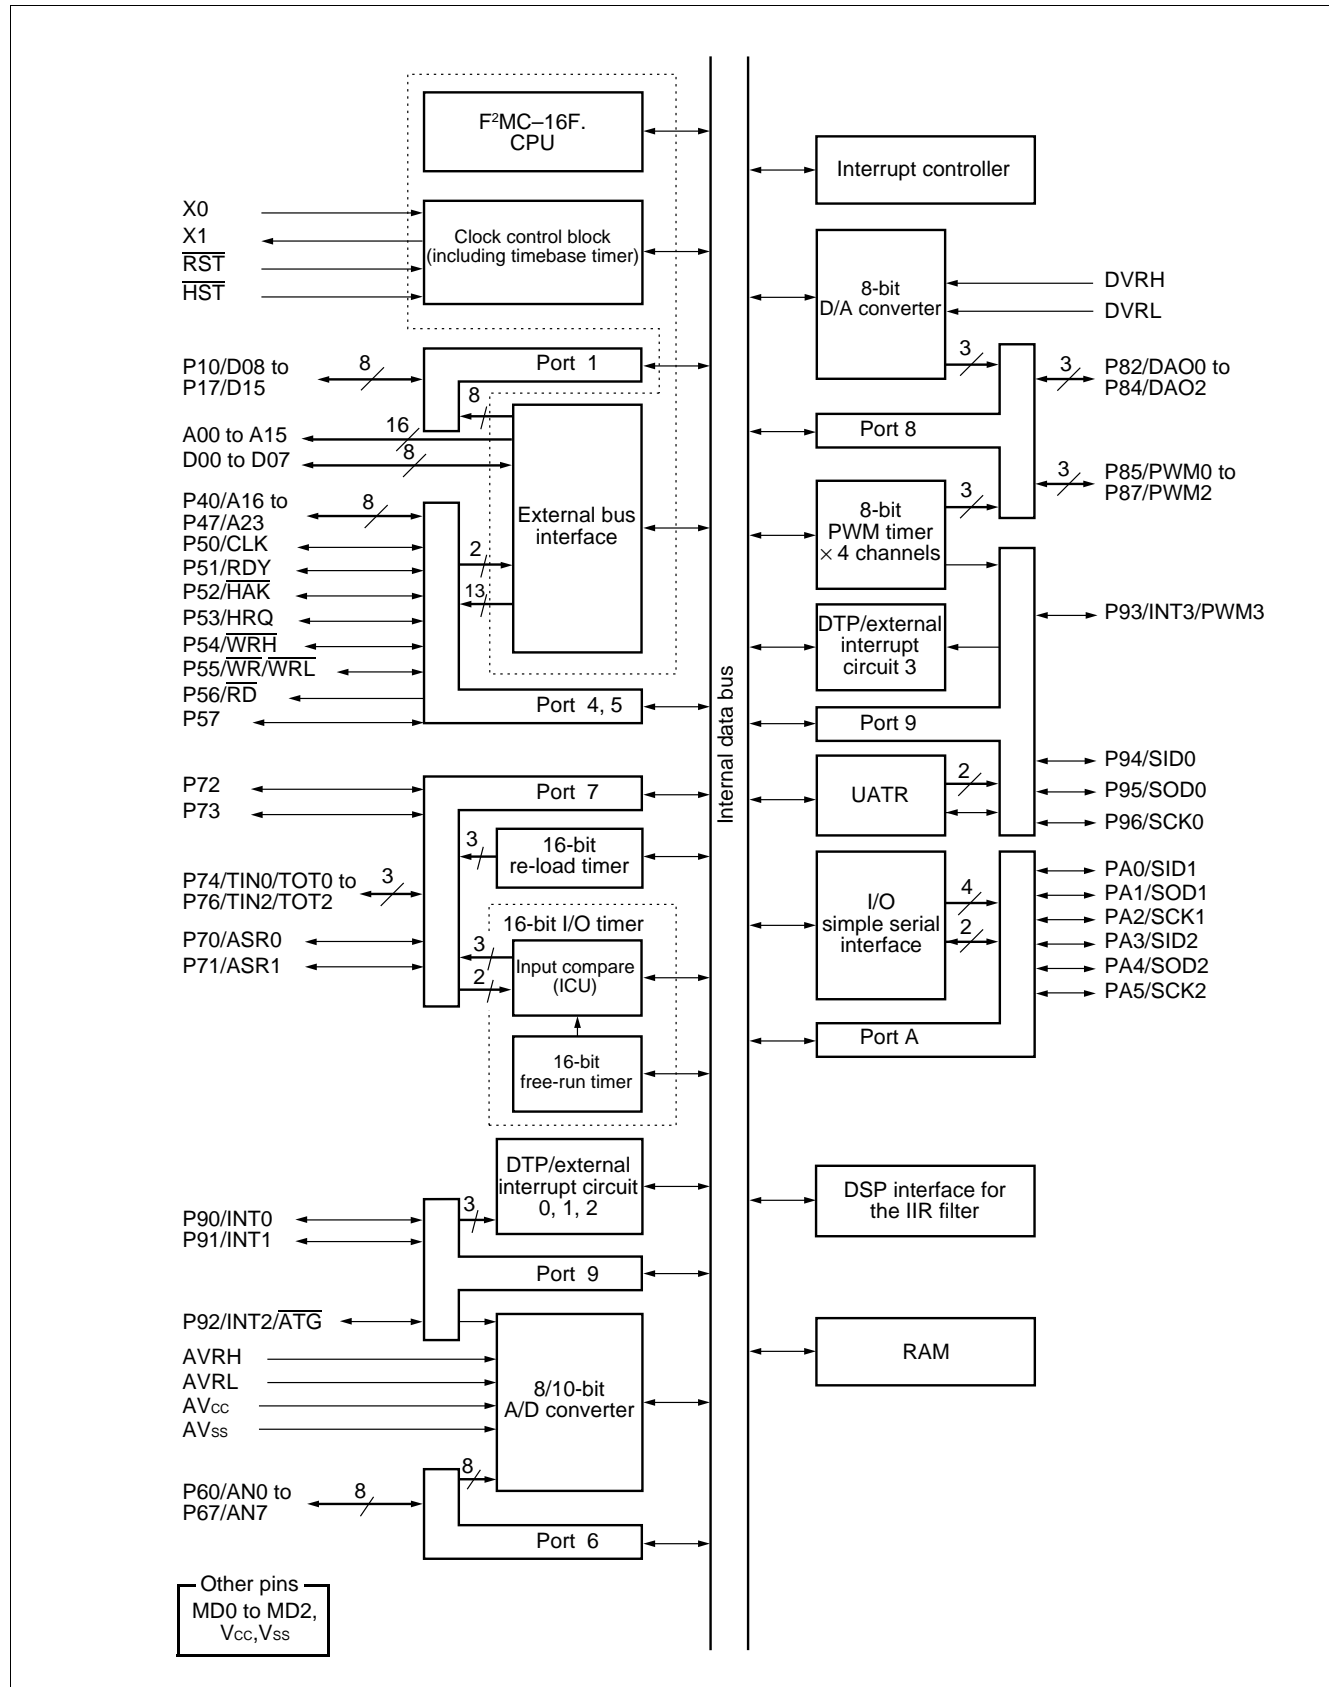 F²MC–16F.
CPU
X0
X1
RST
HST
Clock control block
(including timebase timer)
P10/D08 to
P17/D15
8
Port 1
8
A00 to A15
16
D00 to D07
8
P40/A16 to
P47/A23
8
P50/CLK
P51/RDY
P52/HAK
P53/HRQ
P54/WRH
P55/WR/WRL
P56/RD
P57
2
13
External bus
interface
Port 4, 5
P72
P73
Port 7
3
16-bit
re-load timer
P74/TIN0/TOT0 to
P76/TIN2/TOT2
3
16-bit I/O timer
P70/ASR0
P71/ASR1
3
2
Input compare
(ICU)
16-bit
free-run timer
DTP/external
interrupt circuit
0, 1, 2
3
P90/INT0
P91/INT1
Port 9
P92/INT2/ATG
AVRH
AVRL
AVCC
AVSS
8/10-bit
A/D converter
8
P60/AN0 to
P67/AN7
8
Port 6
Other pins
MD0 to MD2,
VCC,VSS
Internal data bus
Interrupt controller
8-bit
D/A converter
DVRH
DVRL
3
3
P82/DAO0 to
P84/DAO2
Port 8
3
P85/PWM0 to
P87/PWM2
8-bit
PWM timer
× 4 channels
3
P93/INT3/PWM3
DTP/external
interrupt
circuit 3
Port 9
UATR
2
P94/SID0
P95/SOD0
P96/SCK0
I/O
simple serial
interface
4
2
PA0/SID1
PA1/SOD1
PA2/SCK1
PA3/SID2
PA4/SOD2
PA5/SCK2
Port A
DSP interface for
the IIR filter
RAM